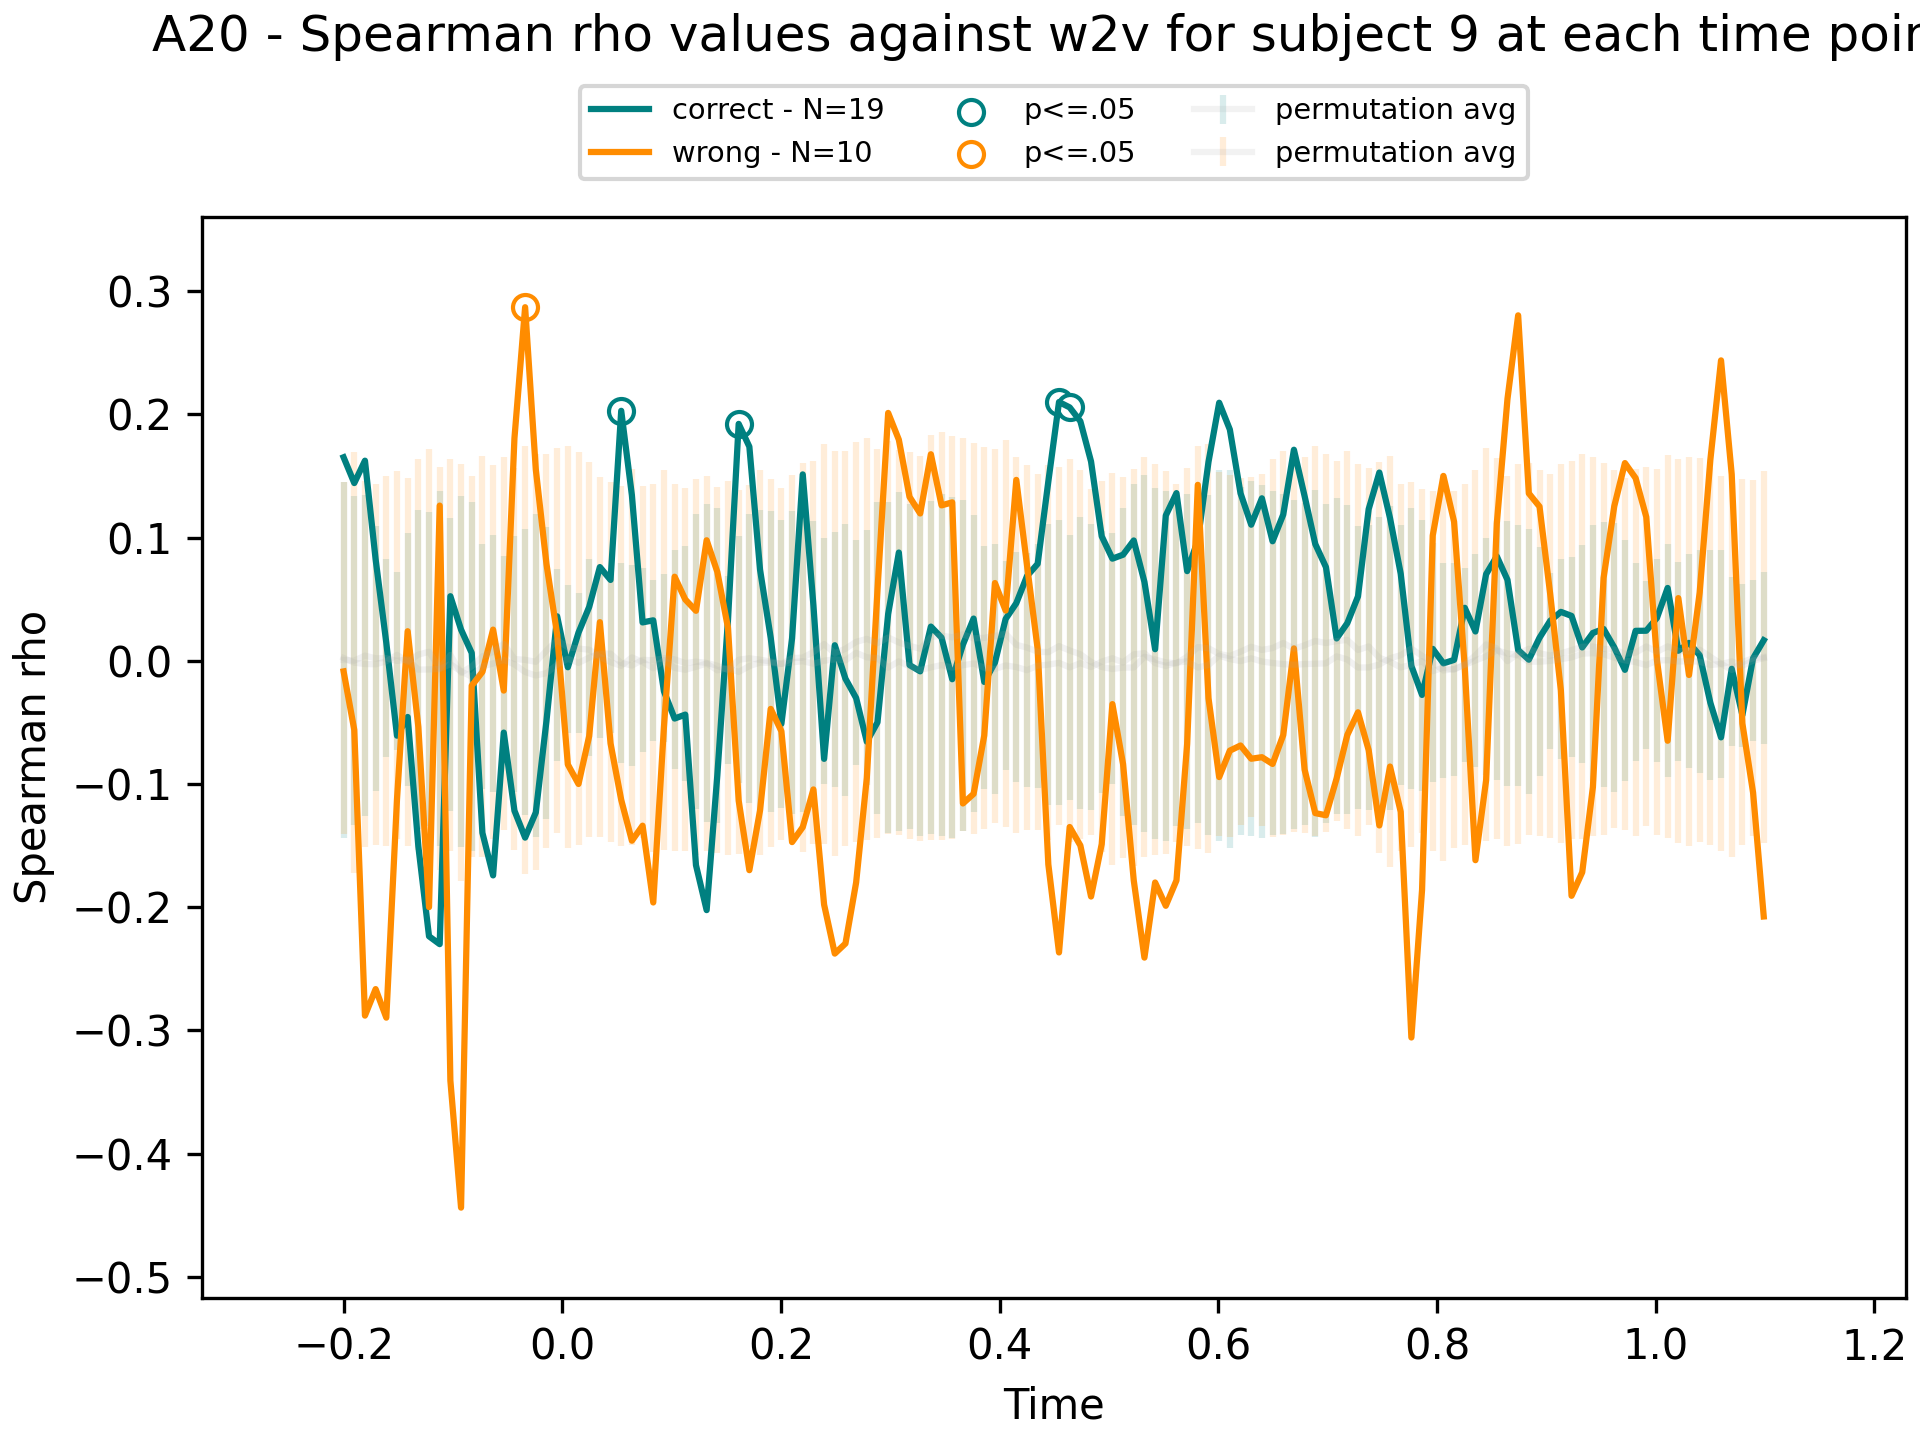 A20 - Spearman rho values against w2v for subject 9 at each time poin
correct - N=19
wrong - N=10
p<=.05
p<=.05
permutation avg
permutation avg
Spearman rho
0.3
0.2
0.1
0.0
−0.1
−0.2
−0.3
−0.4
−0.5
−0.2 0.0 0.2 0.4 0.6 0.8 1.0 1.2
Time